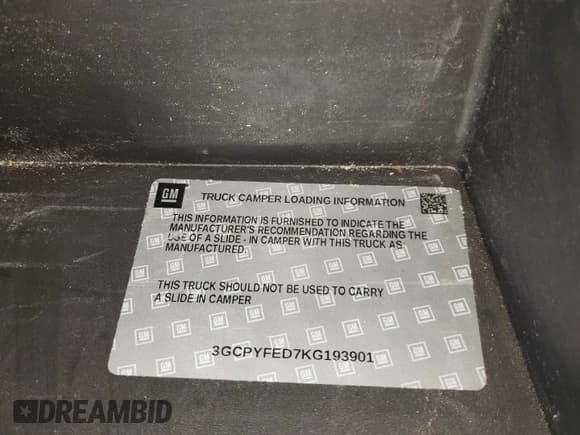 GM
TRUCK CAMPER LOADING INFORMATION
THIS INFORMATION IS FURNISHED TO INDICATE THE
MANUFACTURER'S RECOMMENDATION REGARDING THE
USE OF A SLIDE - IN CAMPER WITH THIS TRUCK AS
MANUFACTURED.
THIS TRUCK SHOULD NOT BE USED TO CARRY
A SLIDE IN CAMPER
3GCPYFED7KG193901
DREAMBID